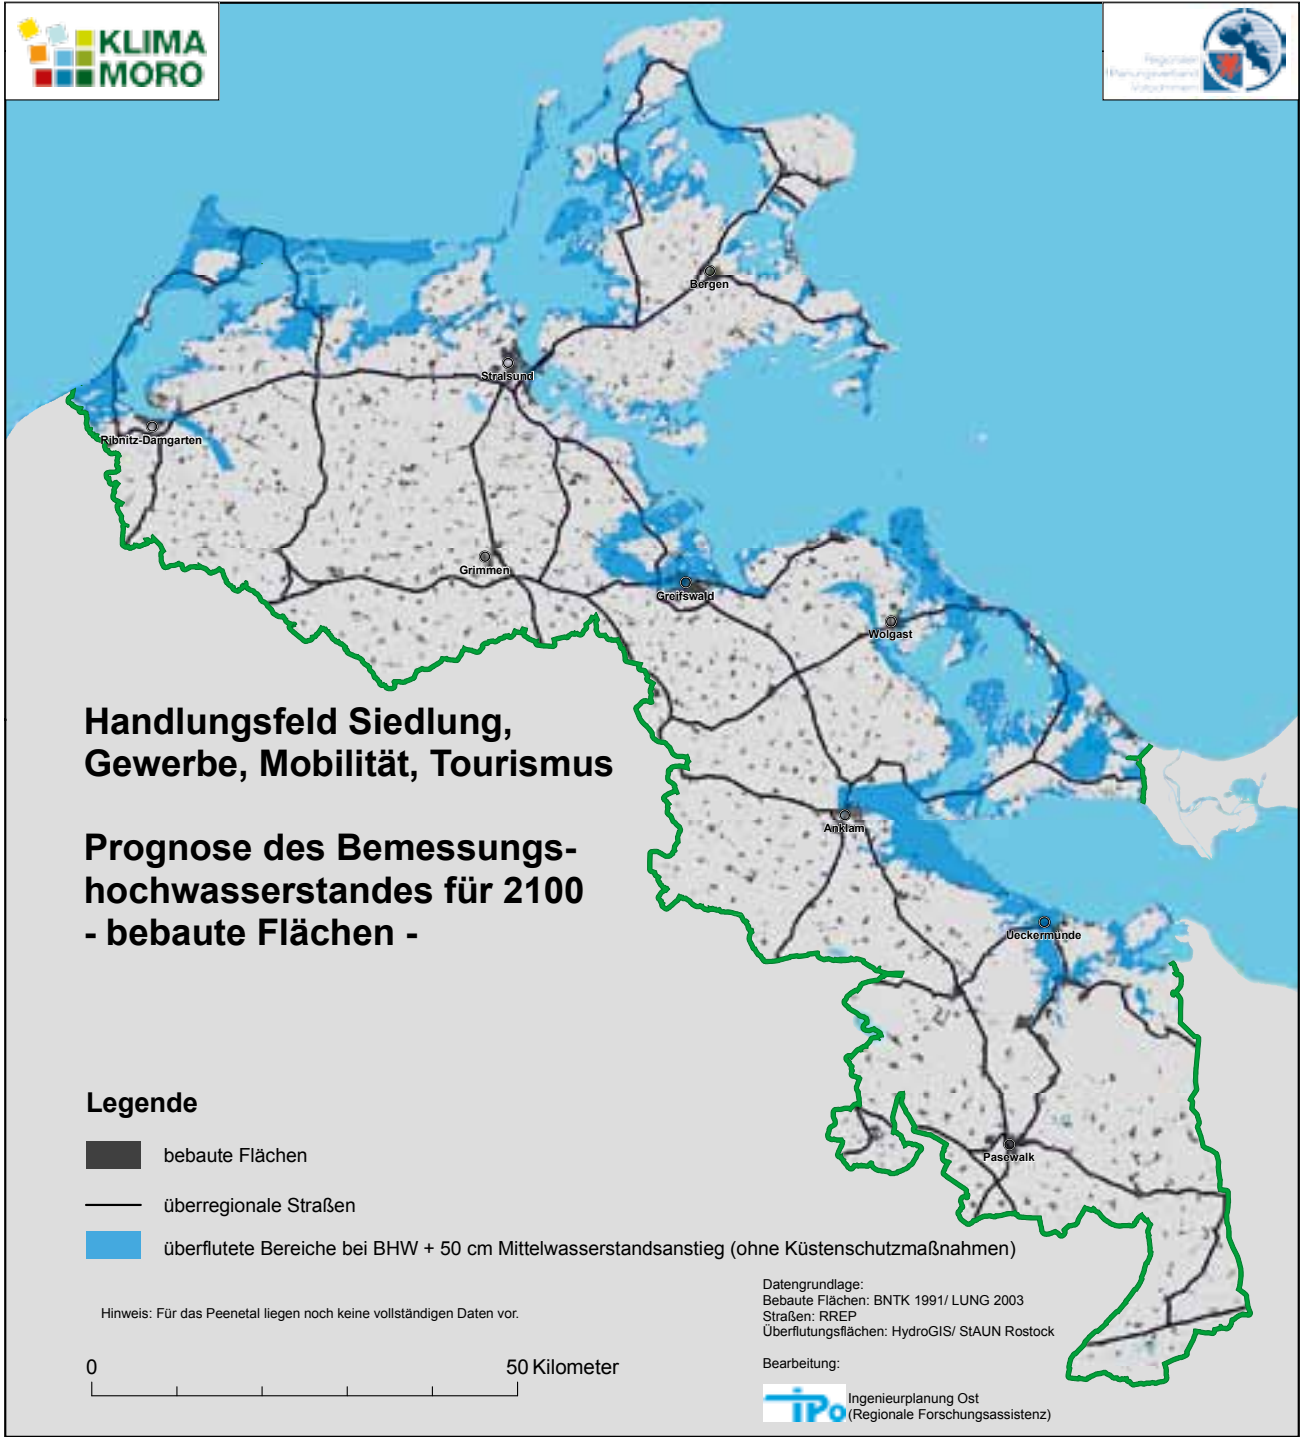 KLIMA
MORO
Regionaler
Planungsverband
Vorpommern
Bergen
Stralsund
Ribnitz-Damgarten
Grimmen
Greifswald
Wolgast
Handlungsfeld Siedlung,
Gewerbe, Mobilität, Tourismus
Anklam
Prognose des Bemessungs-
hochwasserstandes für 2100
- bebaute Flächen -
Ueckermünde
Pasewalk
Legende
bebaute Flächen
überregionale Straßen
überflutete Bereiche bei BHW + 50 cm Mittelwasserstandsanstieg (ohne Küstenschutzmaßnahmen)
Hinweis: Für das Peenetal liegen noch keine vollständigen Daten vor.
Datengrundlage:
Bebaute Flächen: BNTK 1991/ LUNG 2003
Straßen: RREP
Überflutungsflächen: HydroGIS/ StAUN Rostock
0 50 Kilometer
Bearbeitung:
IPO
Ingenieurplanung Ost
(Regionale Forschungsassistenz)